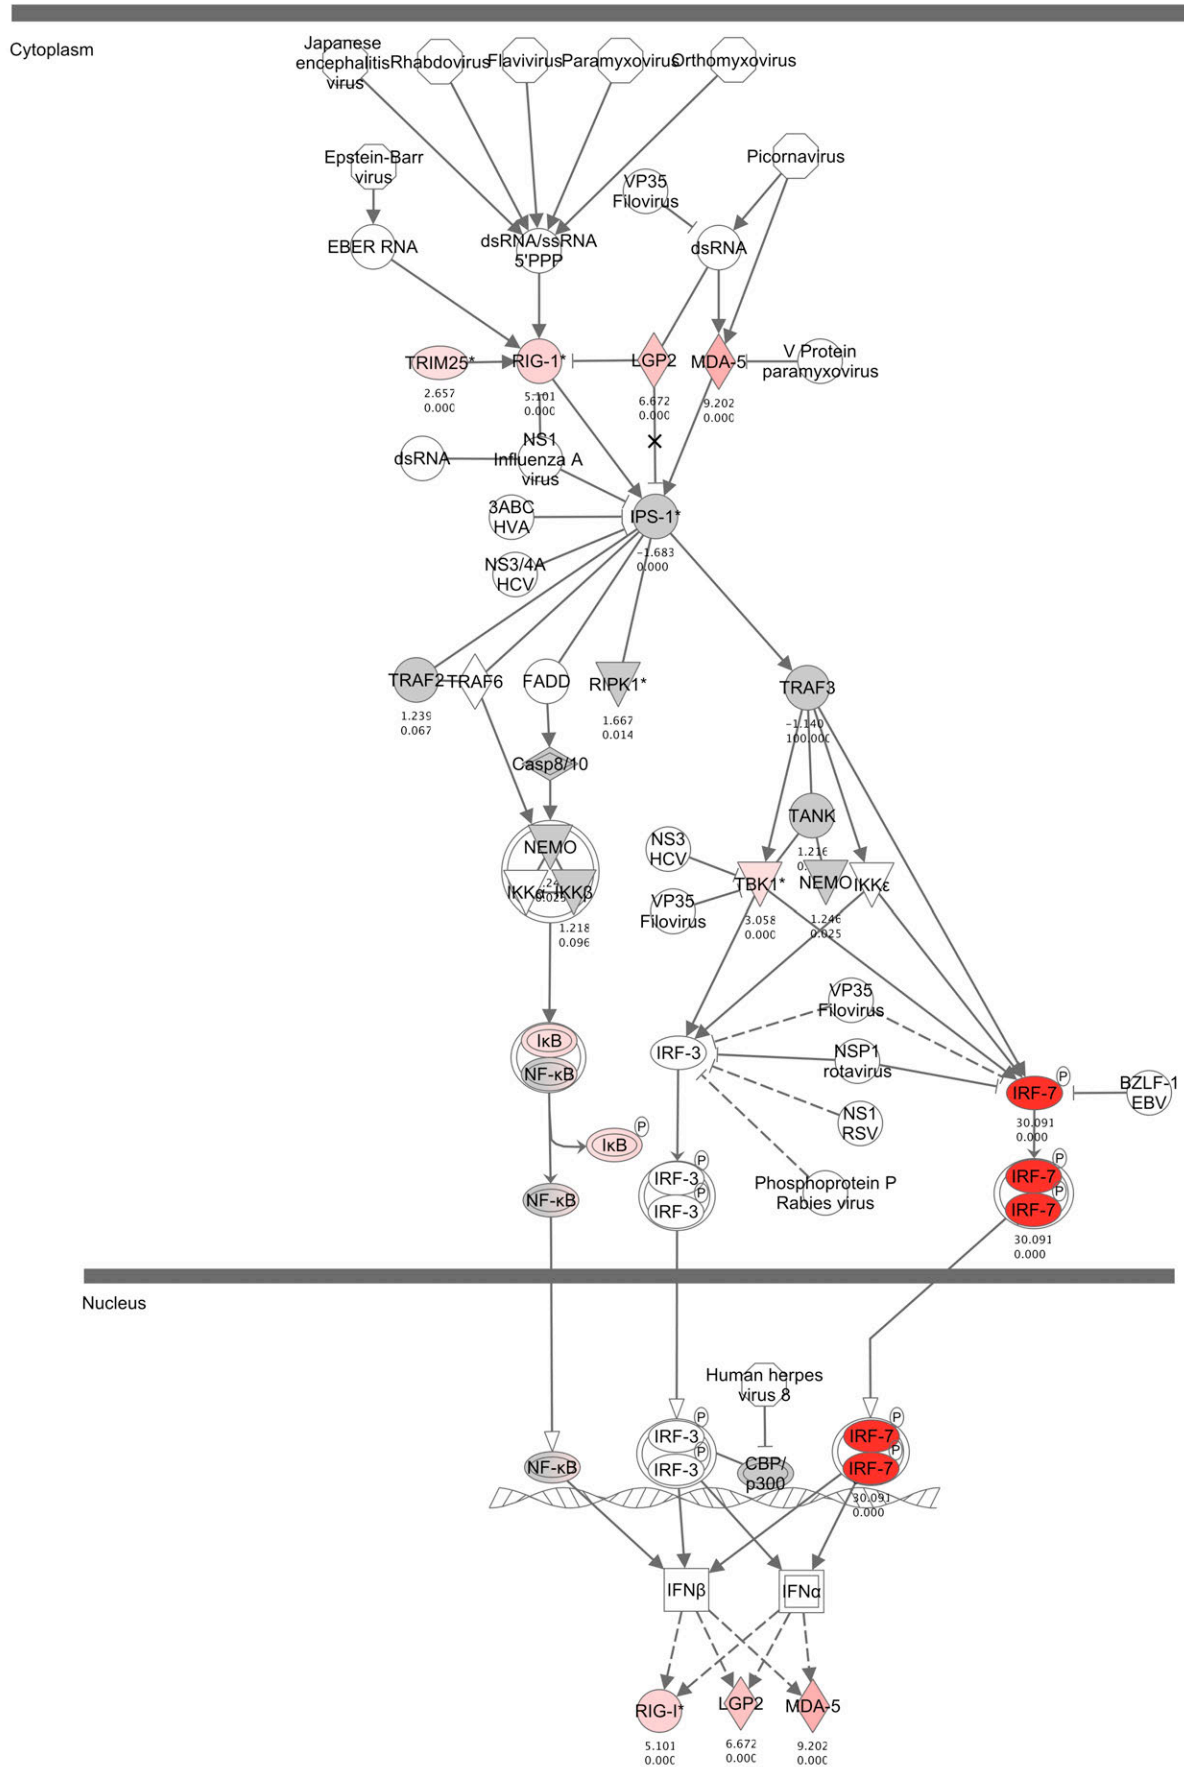 Cytoplasm
Japanese
encephalitis
virus
Rhabdovirus
Flavivirus
Paramyxovirus
Orthomyxovirus
Epstein-Barr
virus
VP35
Filovirus
Picornavirus
EBER RNA
dsRNA/ssRNA
5'PPP
dsRNA
TRIM25*
2.657
0.000
RIG-1*
5.101
0.000
LGP2
6.672
0.000
MDA-5
9.202
0.000
V Protein
paramyxovirus
dsRNA
NS1
Influenza A
virus
3ABC
HVA
IPS-1*
-1.683
0.000
NS3/4A
HCV
TRAF2
1.239
0.067
TRAF6
FADD
RIPK1*
1.667
0.014
TRAF3
-1.140
100.000
Casp8/10
TANK
1.216
NEMO
IKKα
IKKβ
0.025
1.218
0.096
NS3
HCV
VP35
Filovirus
TBK1*
3.058
0.000
NEMO
1.246
0.025
IKKε
VP35
Filovirus
IκB
NF-κB
IRF-3
NSP1
rotavirus
NS1
RSV
IRF-7
P
30.091
0.000
BZLF-1
EBV
IκB
P
NF-κB
IRF-3
P
IRF-3
P
Phosphoprotein P
Rabies virus
IRF-7
P
IRF-7
P
30.091
0.000
Nucleus
Human herpes
virus 8
NF-κB
IRF-3
P
IRF-3
P
CBP/
p300
IRF-7
P
IRF-7
P
30.091
0.000
IFNβ
IFNα
RIG-I*
5.101
0.000
LGP2
6.672
0.000
MDA-5
9.202
0.000